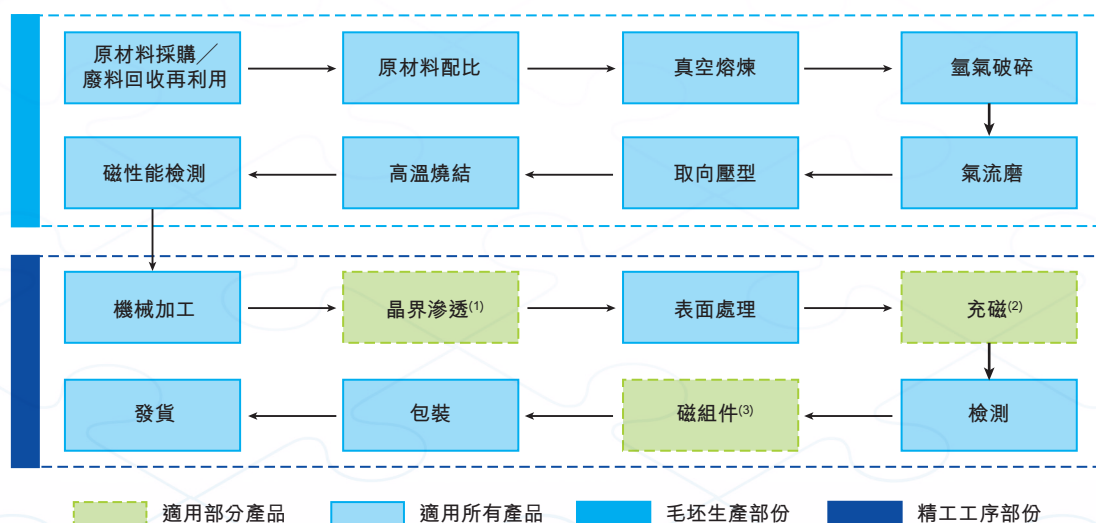 原材料採購／
廢料回收再利用
原材料配比
真空熔煉
氫氣破碎
磁性能檢測
高溫燒結
取向壓型
氣流磨
機械加工
晶界滲透(1)
表面處理
充磁(2)
發貨
包裝
磁組件(3)
檢測
適用部分產品
適用所有產品
毛坯生產部份
精工工序部份